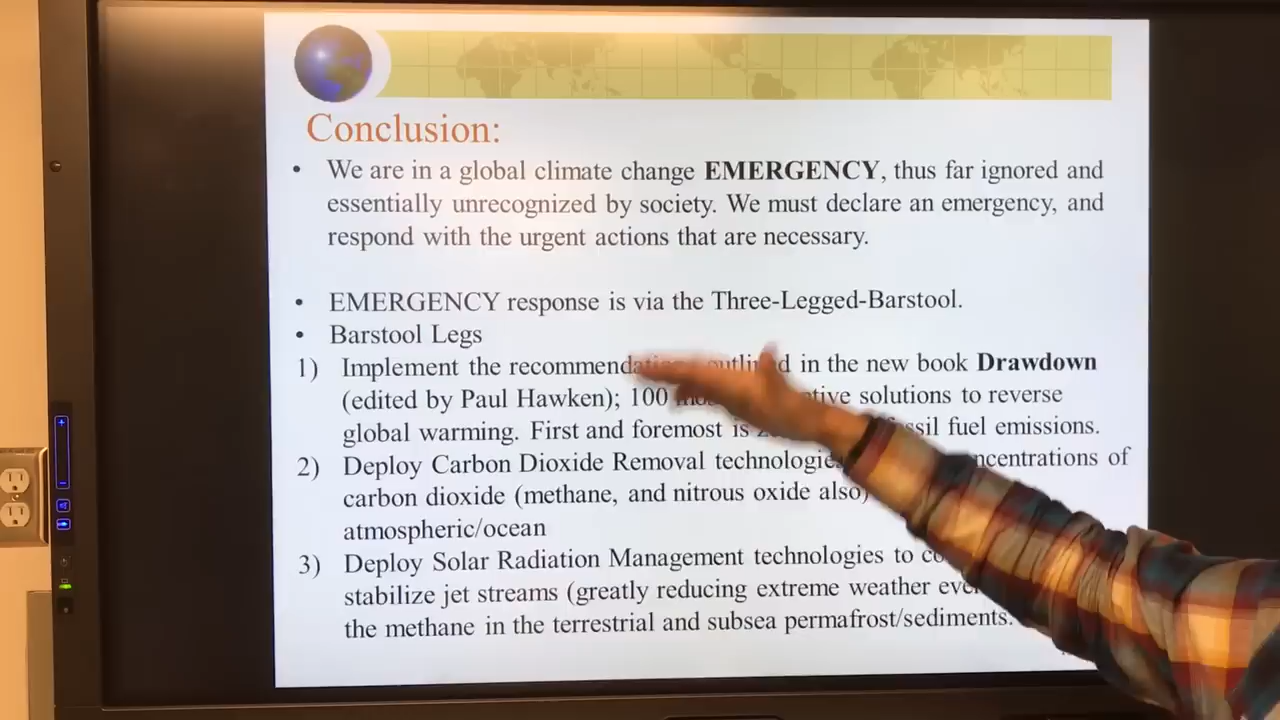 Conclusion:
• We are in a global climate change EMERGENCY, thus far ignored and
essentially unrecognized by society. We must declare an emergency, and
respond with the urgent actions that are necessary.
• EMERGENCY response is via the Three-Legged-Barstool.
• Barstool Legs
1) Implement the recommendations outlined in the new book Drawdown
(edited by Paul Hawken); 100 solutions to reverse
global warming. First and foremost is fossil fuel emissions.
2) Deploy Carbon Dioxide Removal technologies concentrations of
carbon dioxide (methane, and nitrous oxide also)
atmospheric/ocean
3) Deploy Solar Radiation Management technologies to
stabilize jet streams (greatly reducing extreme weather
the methane in the terrestrial and subsea permafrost/sediments.